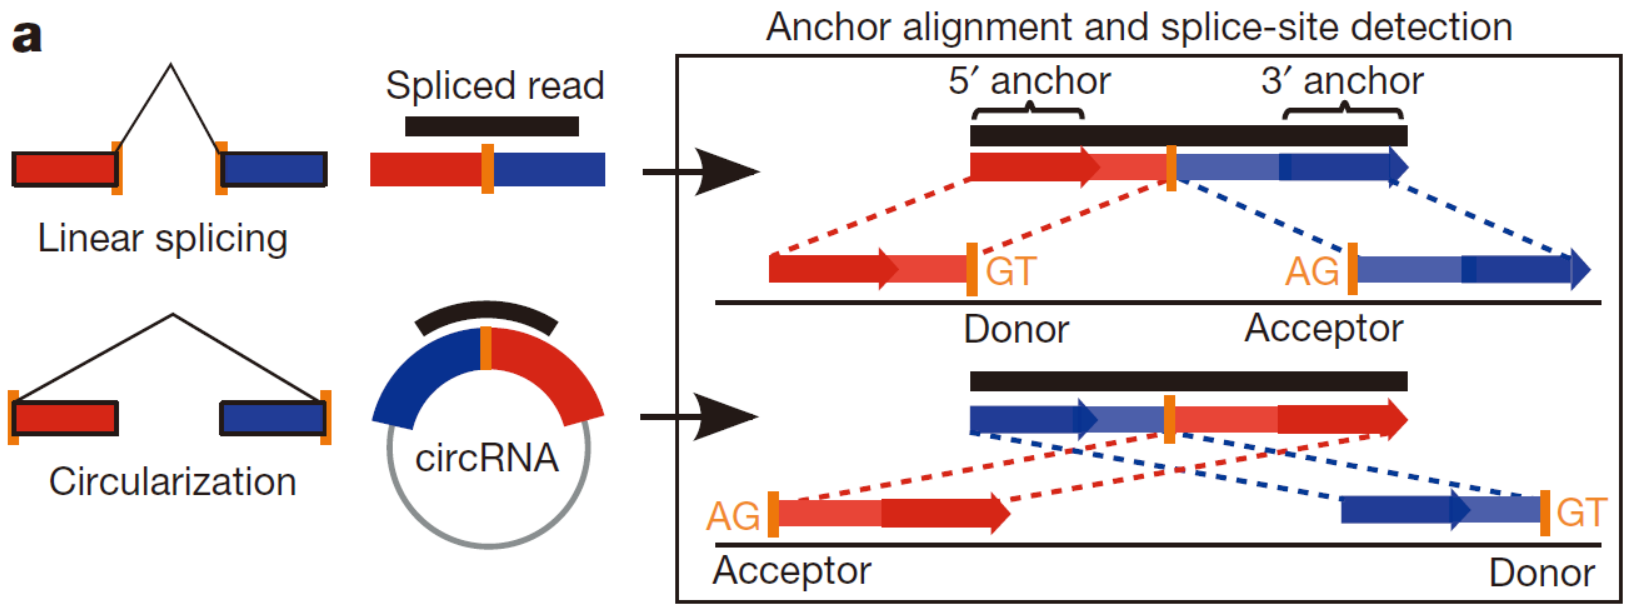 a
Anchor alignment and splice-site detection
Spliced read
5′ anchor
3′ anchor
Linear splicing
GT
AG
Donor
Acceptor
circRNA
Circularization
AG
GT
Acceptor
Donor